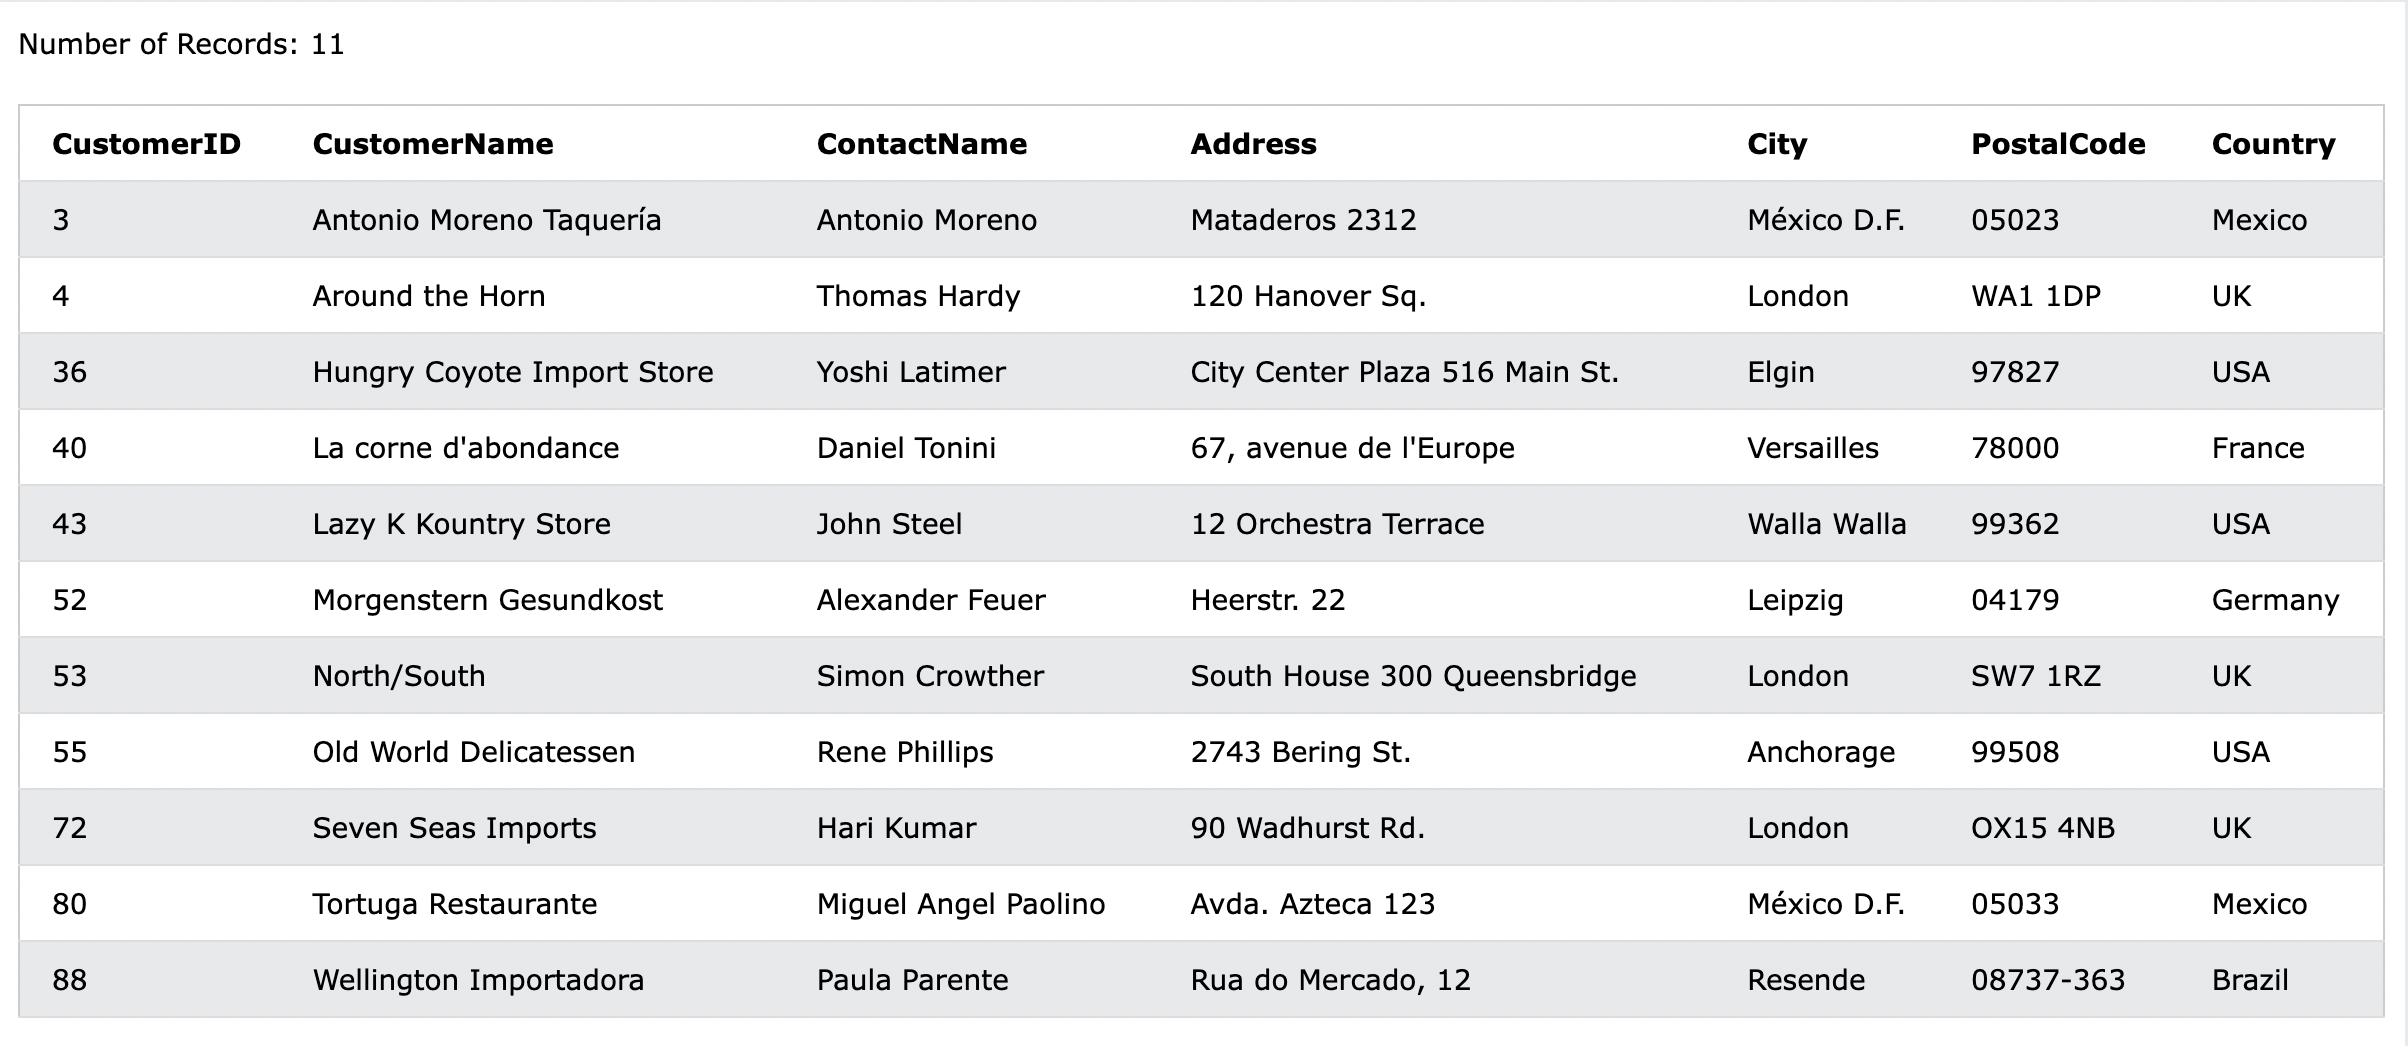 Number of Records: 11
CustomerID CustomerName ContactName Address City PostalCode Country
3 Antonio Moreno Taquería Antonio Moreno Mataderos 2312 México D.F. 05023 Mexico
4 Around the Horn Thomas Hardy 120 Hanover Sq. London WA1 1DP UK
36 Hungry Coyote Import Store Yoshi Latimer City Center Plaza 516 Main St. Elgin 97827 USA
40 La corne d'abondance Daniel Tonini 67, avenue de l'Europe Versailles 78000 France
43 Lazy K Kountry Store John Steel 12 Orchestra Terrace Walla Walla 99362 USA
52 Morgenstern Gesundkost Alexander Feuer Heerstr. 22 Leipzig 04179 Germany
53 North/South Simon Crowther South House 300 Queensbridge London SW7 1RZ UK
55 Old World Delicatessen Rene Phillips 2743 Bering St. Anchorage 99508 USA
72 Seven Seas Imports Hari Kumar 90 Wadhurst Rd. London OX15 4NB UK
80 Tortuga Restaurante Miguel Angel Paolino Avda. Azteca 123 México D.F. 05033 Mexico
88 Wellington Importadora Paula Parente Rua do Mercado, 12 Resende 08737-363 Brazil